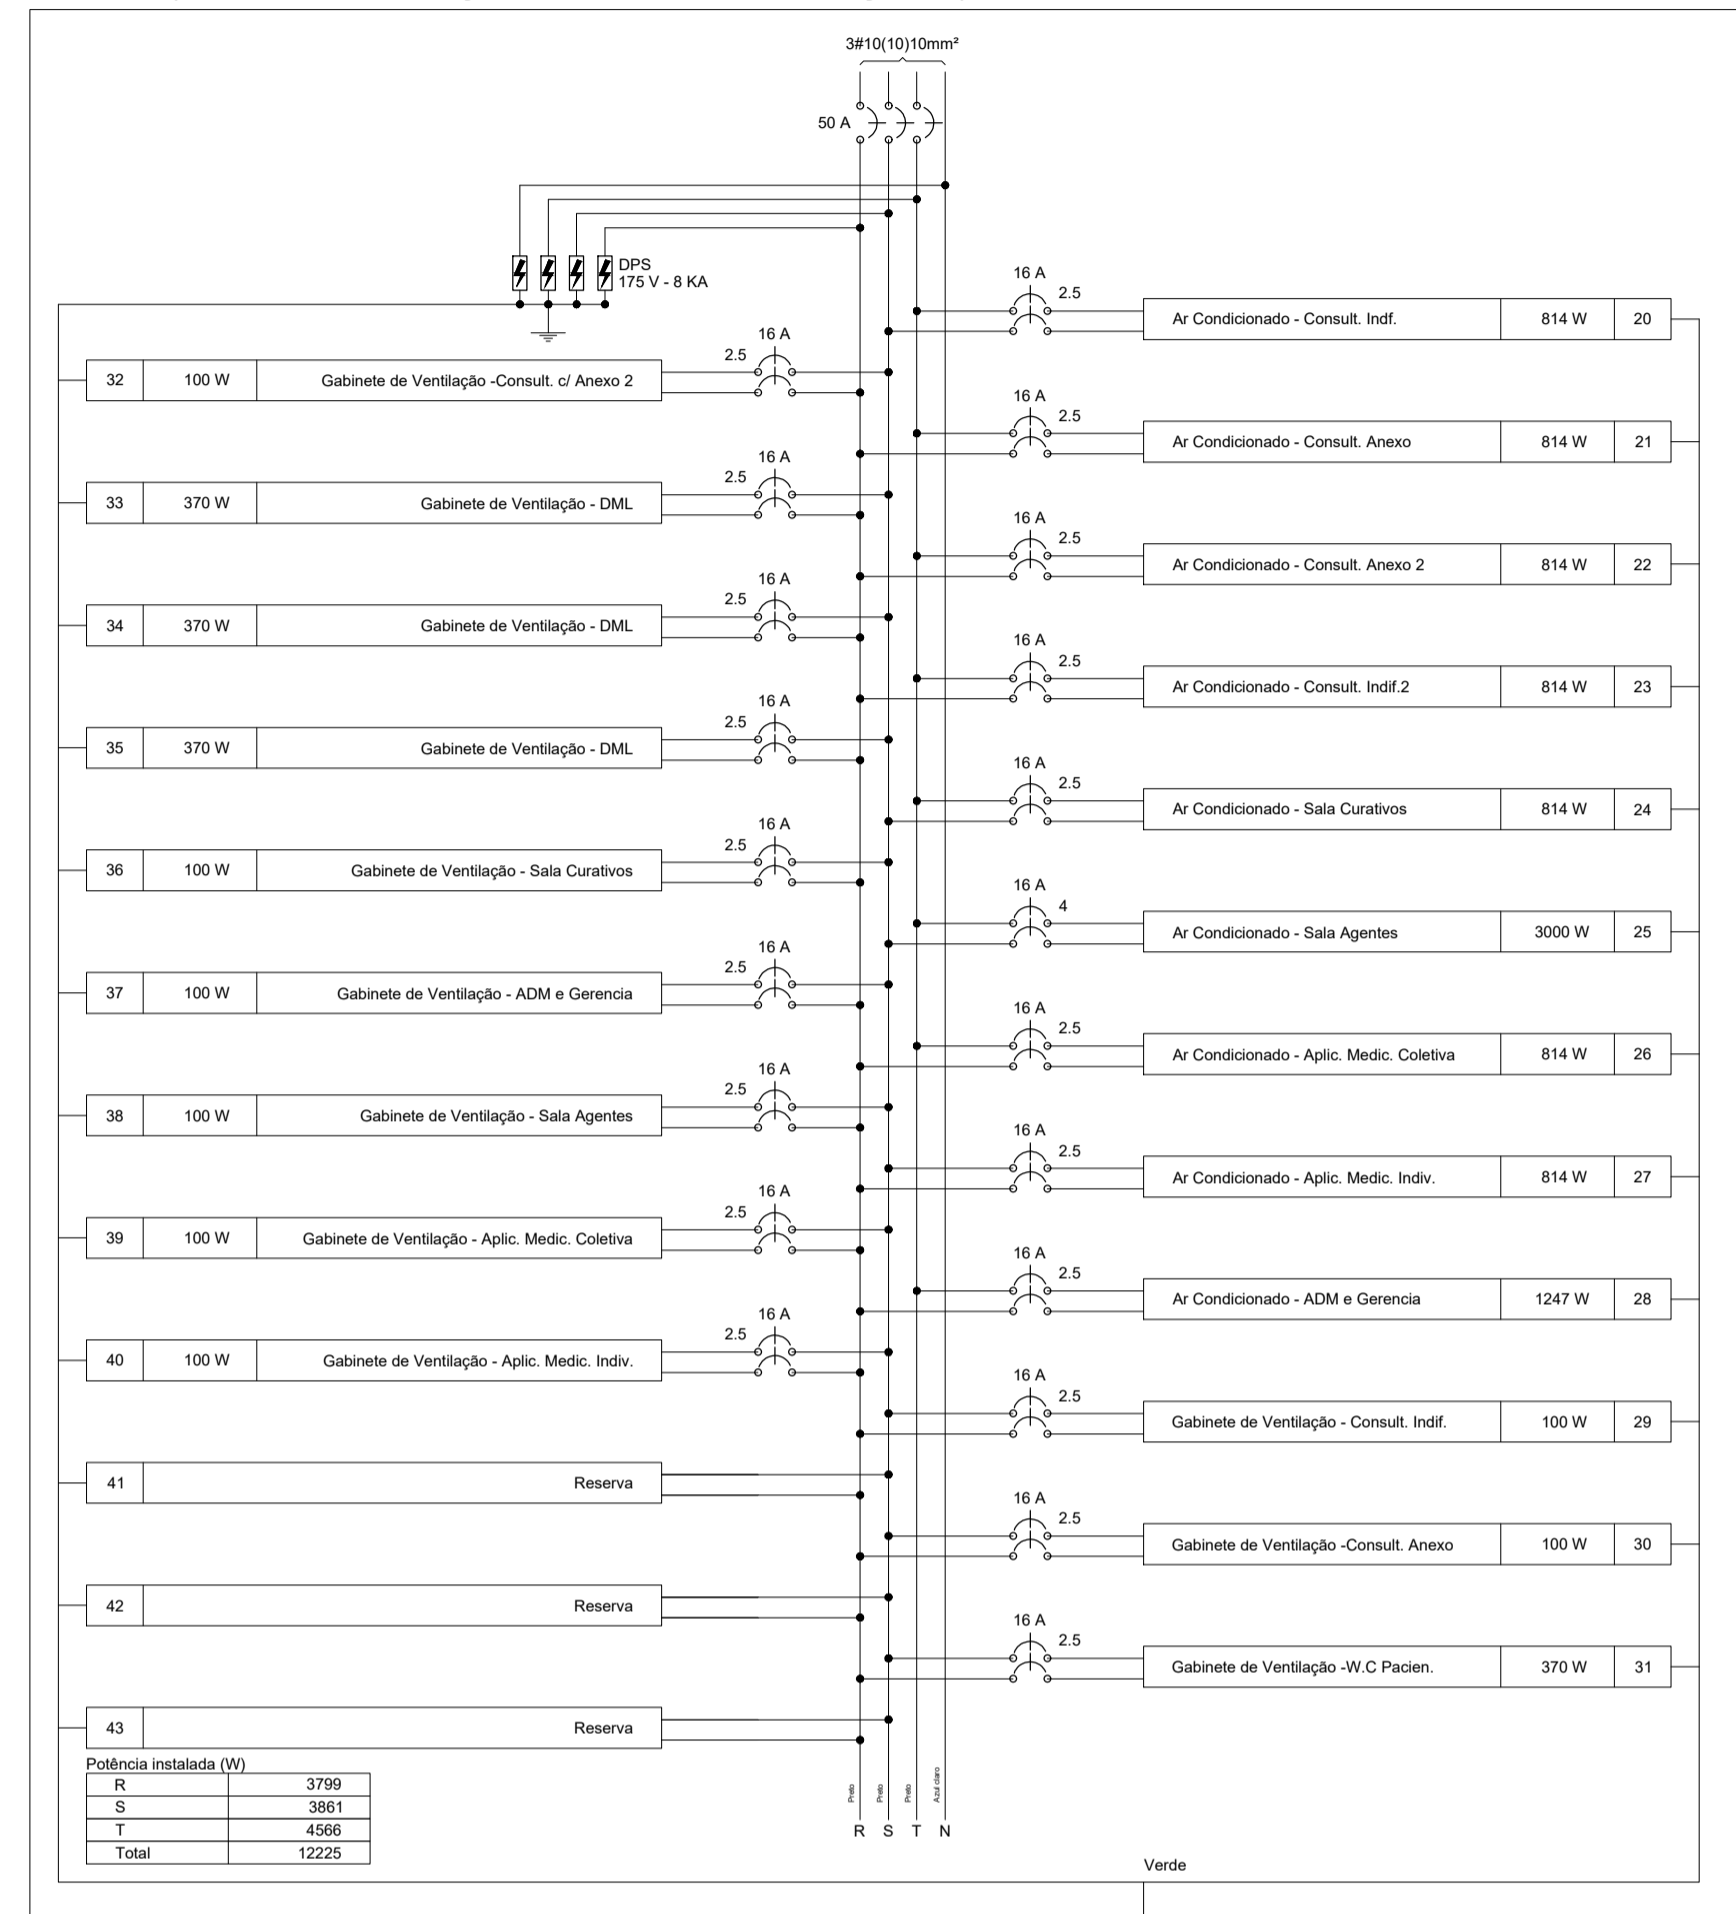 3#10(10)10mm²
50 A
DPS
175 V - 8 KA
16 A
2.5
Ar Condicionado - Consult. Indf. 814 W 20
16 A
2.5
32 100 W Gabinete de Ventilação -Consult. c/ Anexo 2
16 A
2.5
Ar Condicionado - Consult. Anexo 814 W 21
16 A
2.5
33 370 W Gabinete de Ventilação - DML
16 A
2.5
Ar Condicionado - Consult. Anexo 2 814 W 22
16 A
2.5
34 370 W Gabinete de Ventilação - DML
16 A
2.5
Ar Condicionado - Consult. Indif.2 814 W 23
16 A
2.5
35 370 W Gabinete de Ventilação - DML
16 A
2.5
Ar Condicionado - Sala Curativos 814 W 24
16 A
2.5
36 100 W Gabinete de Ventilação - Sala Curativos
16 A
4
Ar Condicionado - Sala Agentes 3000 W 25
16 A
2.5
37 100 W Gabinete de Ventilação - ADM e Gerencia
16 A
2.5
Ar Condicionado - Aplic. Medic. Coletiva 814 W 26
16 A
2.5
38 100 W Gabinete de Ventilação - Sala Agentes
16 A
2.5
Ar Condicionado - Aplic. Medic. Indiv. 814 W 27
16 A
2.5
39 100 W Gabinete de Ventilação - Aplic. Medic. Coletiva
16 A
2.5
Ar Condicionado - ADM e Gerencia 1247 W 28
16 A
2.5
40 100 W Gabinete de Ventilação - Aplic. Medic. Indiv.
16 A
2.5
Gabinete de Ventilação - Consult. Indif. 100 W 29
41 Reserva
16 A
2.5
Gabinete de Ventilação -Consult. Anexo 100 W 30
42 Reserva
16 A
2.5
Gabinete de Ventilação -W.C Pacien. 370 W 31
43 Reserva
Potência instalada (W)
R 3799
S 3861
T 4566
Total 12225
Preto
Preto
Preto
Azul claro
R S T N
Verde